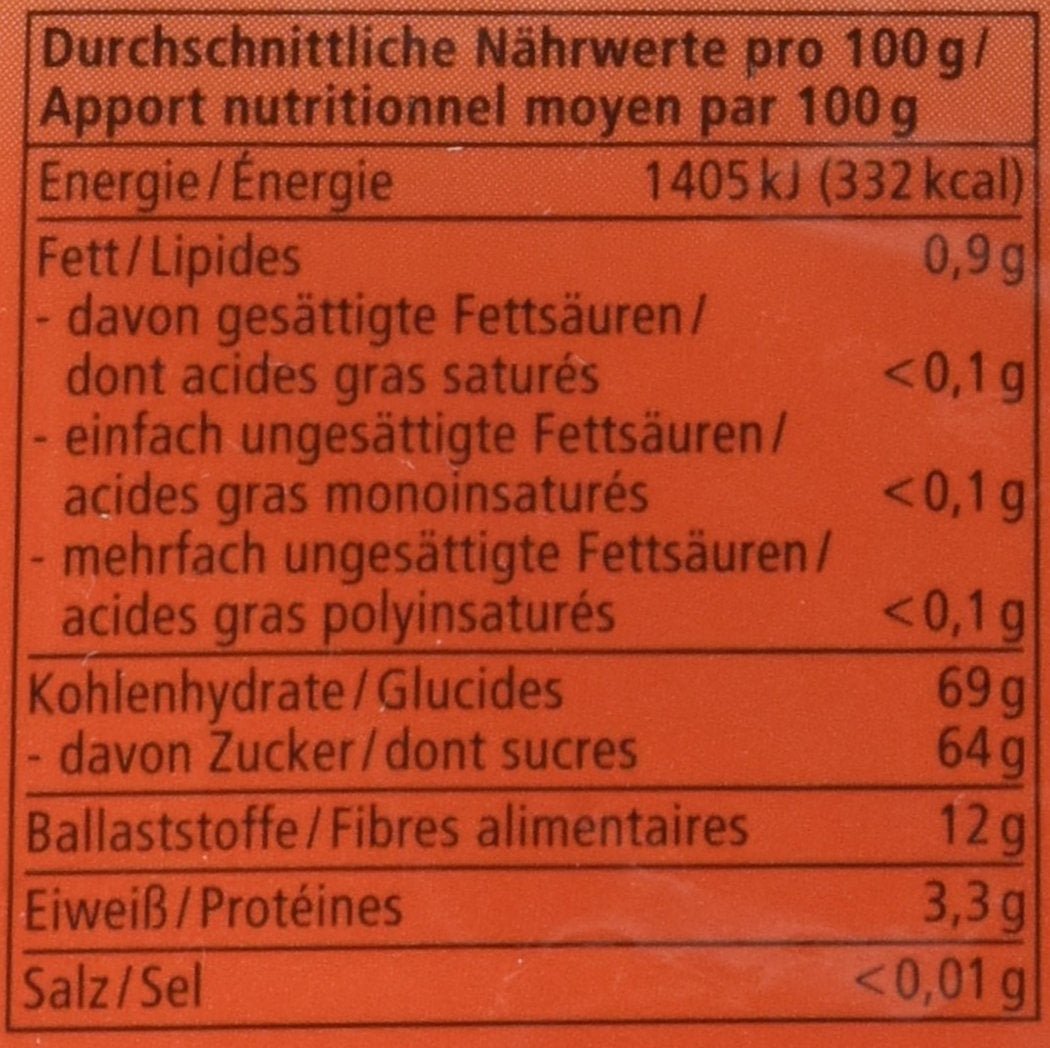 Durchschnittliche Nährwerte pro 100 g/
Apport nutritionnel moyen par 100 g
Energie/Énergie 1405 kJ (332 kcal)
Fett/Lipides 0,9 g
- davon gesättigte Fettsäuren/
dont acides gras saturés <0,1 g
- einfach ungesättigte Fettsäuren/
acides gras monoinsaturés <0,1 g
- mehrfach ungesättigte Fettsäuren/
acides gras polyinsaturés <0,1 g
Kohlenhydrate/Glucides 69 g
- davon Zucker/dont sucres 64 g
Ballaststoffe/Fibres alimentaires 12 g
Eiweiß/Protéines 3,3 g
Salz/Sel <0,01 g